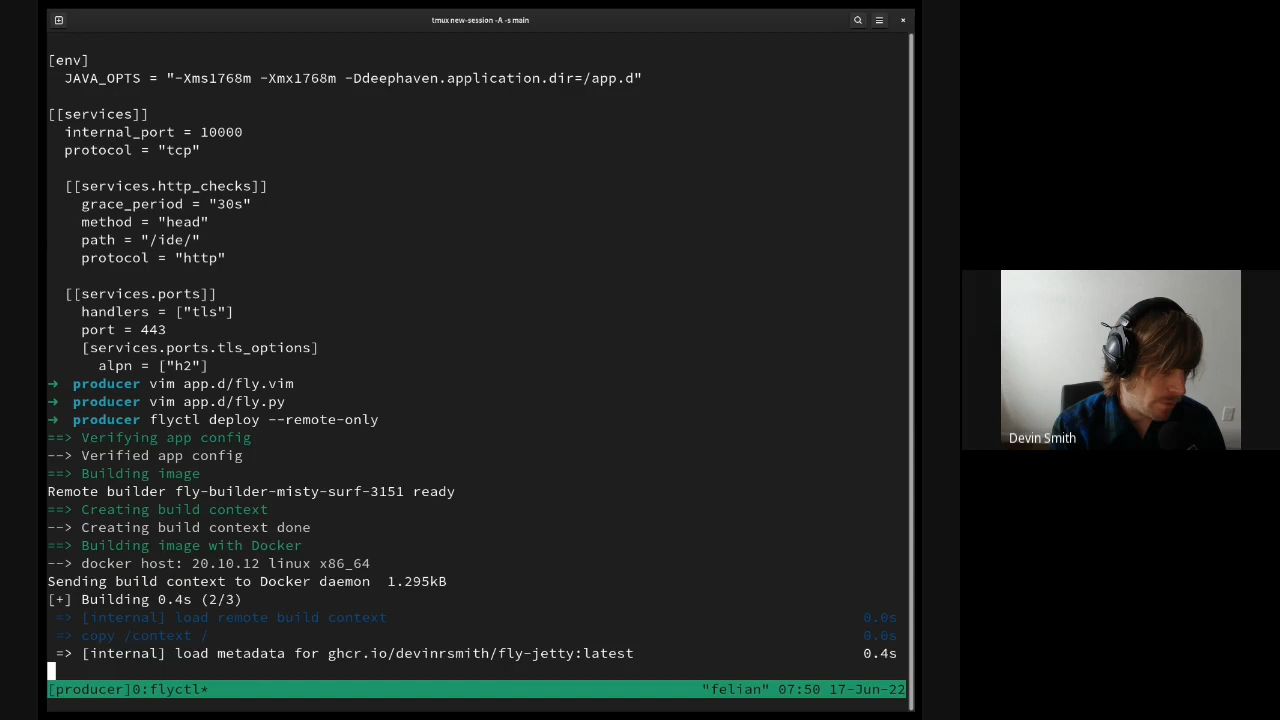 tmux new-session -A -s main
[env]
JAVA_OPTS = "-Xms1768m -Xmx1768m -Ddeephaven.application.dir=/app.d"
[[services]]
internal_port = 10000
protocol = "tcp"
[[services.http_checks]]
grace_period = "30s"
method = "head"
path = "/ide/"
protocol = "http"
[[services.ports]]
handlers = ["tls"]
port = 443
[services.ports.tls_options]
alpn = ["h2"]
➜ producer vim app.d/fly.vim
➜ producer vim app.d/fly.py
➜ producer flyctl deploy --remote-only
==> Verifying app config
--> Verified app config
==> Building image
Remote builder fly-builder-misty-surf-3151 ready
==> Creating build context
--> Creating build context done
==> Building image with Docker
--> docker host: 20.10.12 linux x86_64
Sending build context to Docker daemon 1.295kB
[+] Building 0.4s (2/3)
=> [internal] load remote build context 0.0s
=> copy /context / 0.0s
=> [internal] load metadata for ghcr.io/devinrsmith/fly-jetty:latest 0.4s
[producer]0:flyctl* "felian" 07:50 17-Jun-22
Devin Smith